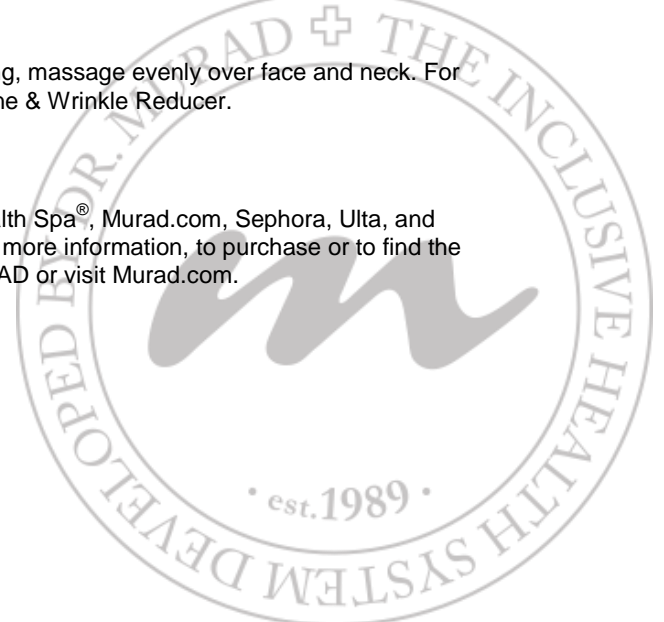 ng, massage evenly over face and neck. For
ne & Wrinkle Reducer.
alth Spa®, Murad.com, Sephora, Ulta, and
more information, to purchase or to find the
AD or visit Murad.com.
THE INCLUSIVE HEALTH SYSTEM DEVELOPED BY DR. MURAD
m
• est.1989 •